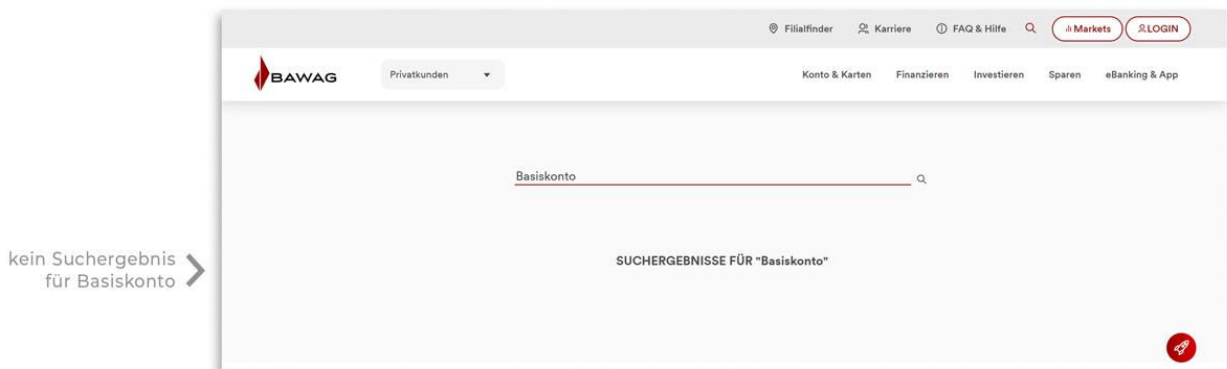 Filialfinder Karriere FAQ & Hilfe Markets LOGIN
BAWAG Privatkunden Konto & Karten Finanzieren Investieren Sparen eBanking & App
Basiskonto
kein Suchergebnis
für Basiskonto
SUCHERGEBNISSE FÜR "Basiskonto"